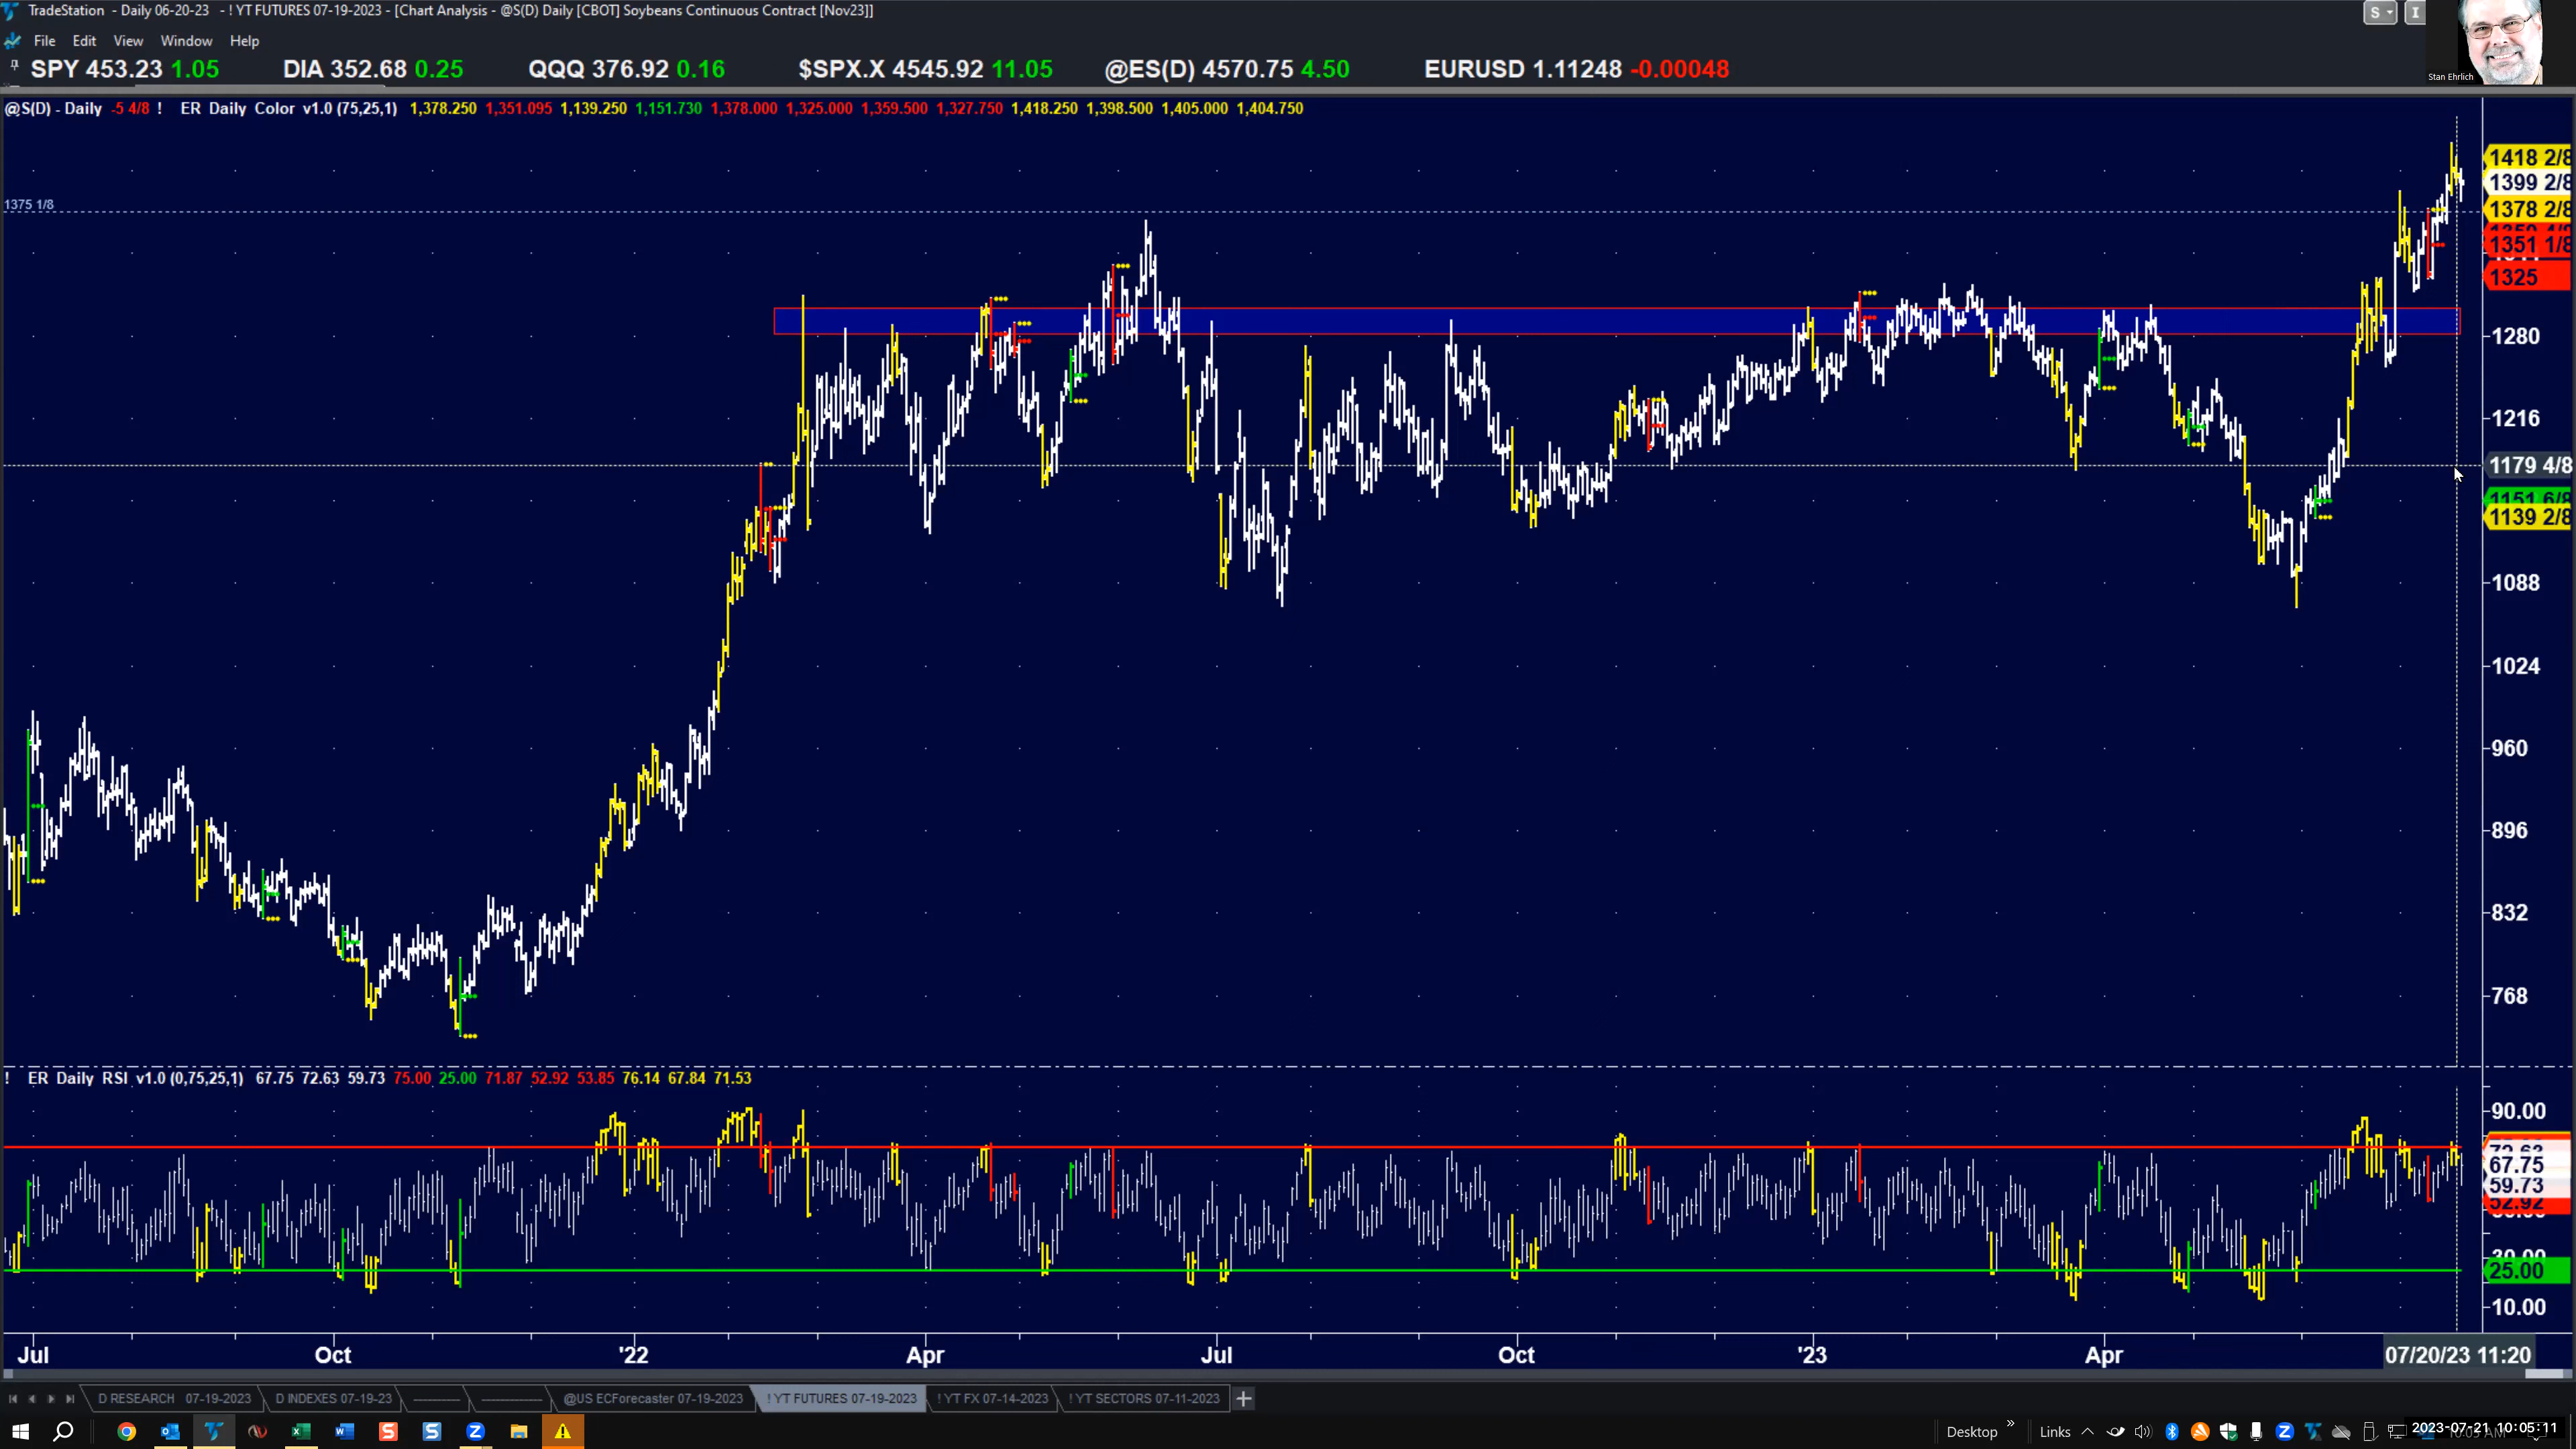 TradeStation - Daily 06-20-23 - ! YT FUTURES 07-19-2023 - [Chart Analysis - @S(D) Daily [CBOT] Soybeans Continuous Contract [Nov23]]
S I
File Edit View Window Help
SPY 453.23 1.05 DIA 352.68 0.25 QQQ 376.92 0.16 $SPX.X 4545.92 11.05 @ES(D) 4570.75 4.50 EURUSD 1.11248 -0.00048
Stan Ehrlich
@S(D) - Daily -5 4/8 ! ER Daily Color v1.0 (75,25,1) 1,378.250 1,351.095 1,139.250 1,151.730 1,378.000 1,325.000 1,359.500 1,327.750 1,418.250 1,398.500 1,405.000 1,404.750
1418 2/8
1399 2/8
1375 1/8
1378 2/8
1351 1/8
1325
1280
1216
1179 4/8
1151 6/8
1139 2/8
1088
1024
960
896
832
768
! ER Daily RSI v1.0 (0,75,25,1) 67.75 72.63 59.73 75.00 25.00 71.87 52.92 53.85 76.14 67.84 71.53
90.00
67.75
59.73
52.92
30.00
25.00
10.00
Jul Oct '22 Apr Jul Oct '23 Apr 07/20/23 11:20
D RESEARCH 07-19-2023 D INDEXES 07-19-23 @US ECForecaster 07-19-2023 ! YT FUTURES 07-19-2023 ! YT FX 07-14-2023 ! YT SECTORS 07-11-2023 +
Desktop Links 2023-07-21 10:05:11